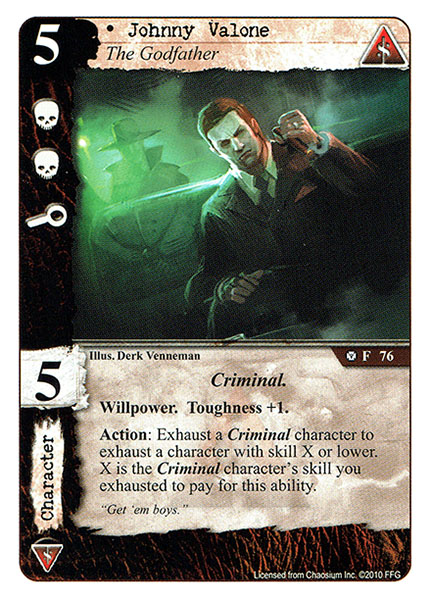 5
• Johnny Valone
The Godfather
Illus. Derk Venneman
F 76
5
Character
Criminal.
Willpower. Toughness +1.
Action: Exhaust a Criminal character to
exhaust a character with skill X or lower.
X is the Criminal character's skill you
exhausted to pay for this ability.
“Get 'em boys.”
Licensed from Chaosium Inc. ©2010 FFG